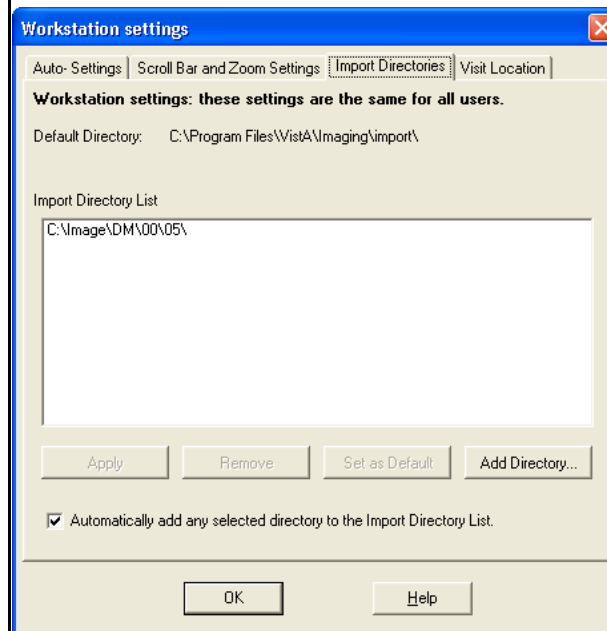 Workstation settings
Auto- Settings Scroll Bar and Zoom Settings Import Directories Visit Location
Workstation settings: these settings are the same for all users.
Default Directory: C:\Program Files\VistA\Imaging\import\
Import Directory List
C:\Image\DM\00\05\
Apply Remove Set as Default Add Directory...
Automatically add any selected directory to the Import Directory List.
OK Help